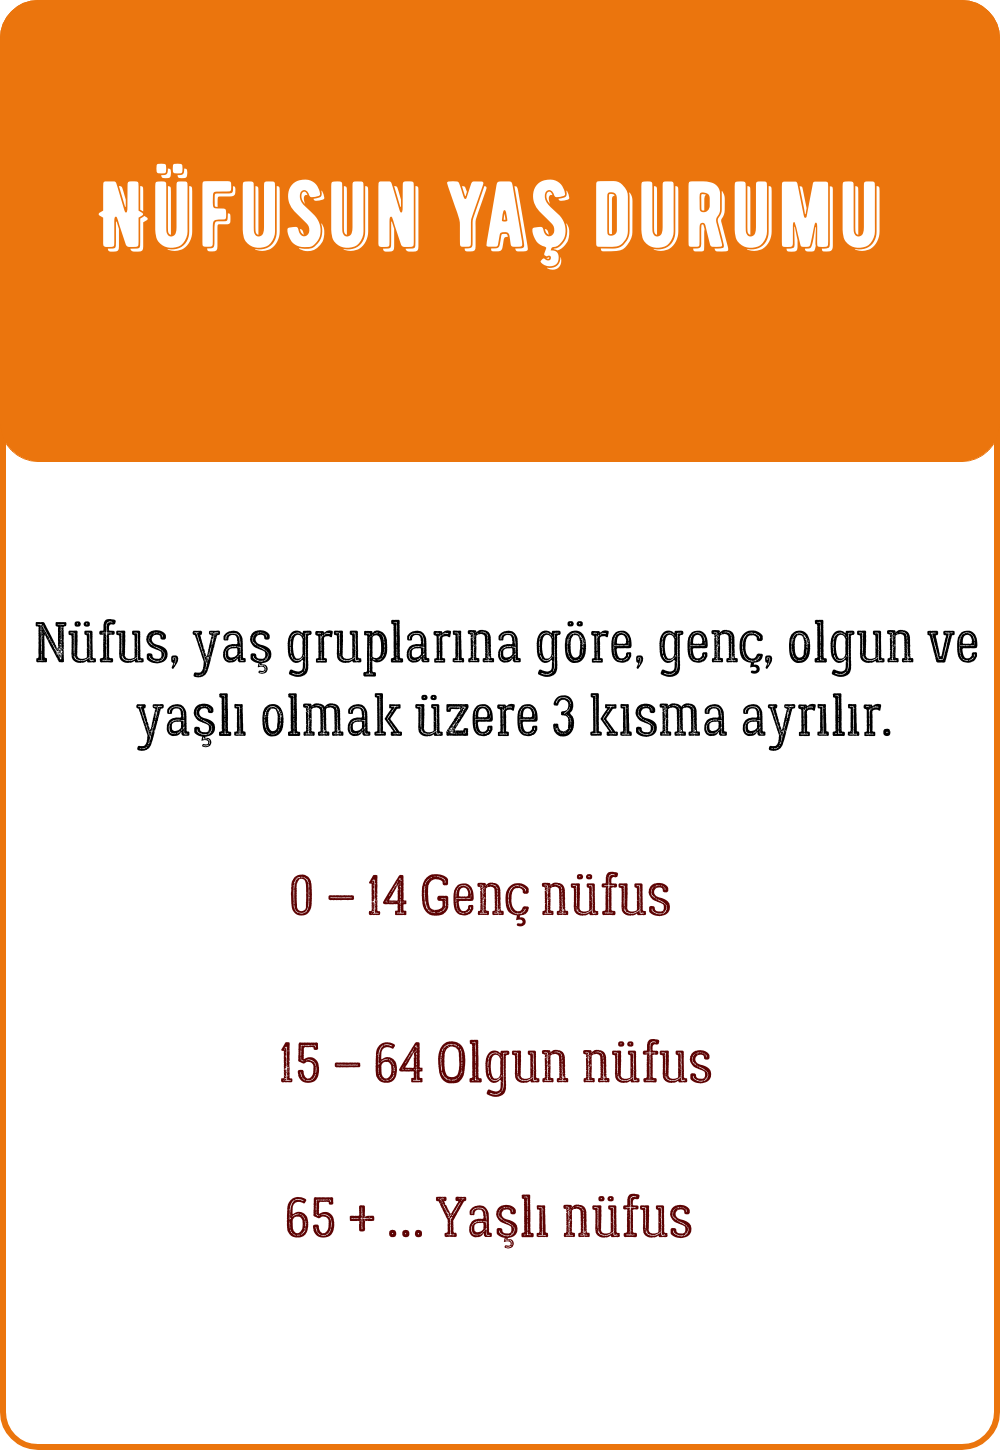 NÜFUSUN YAŞ DURUMU
Nüfus, yaş gruplarına göre, genç, olgun ve
yaşlı olmak üzere 3 kısma ayrılır.
0 – 14 Genç nüfus
15 – 64 Olgun nüfus
65 + ... Yaşlı nüfus